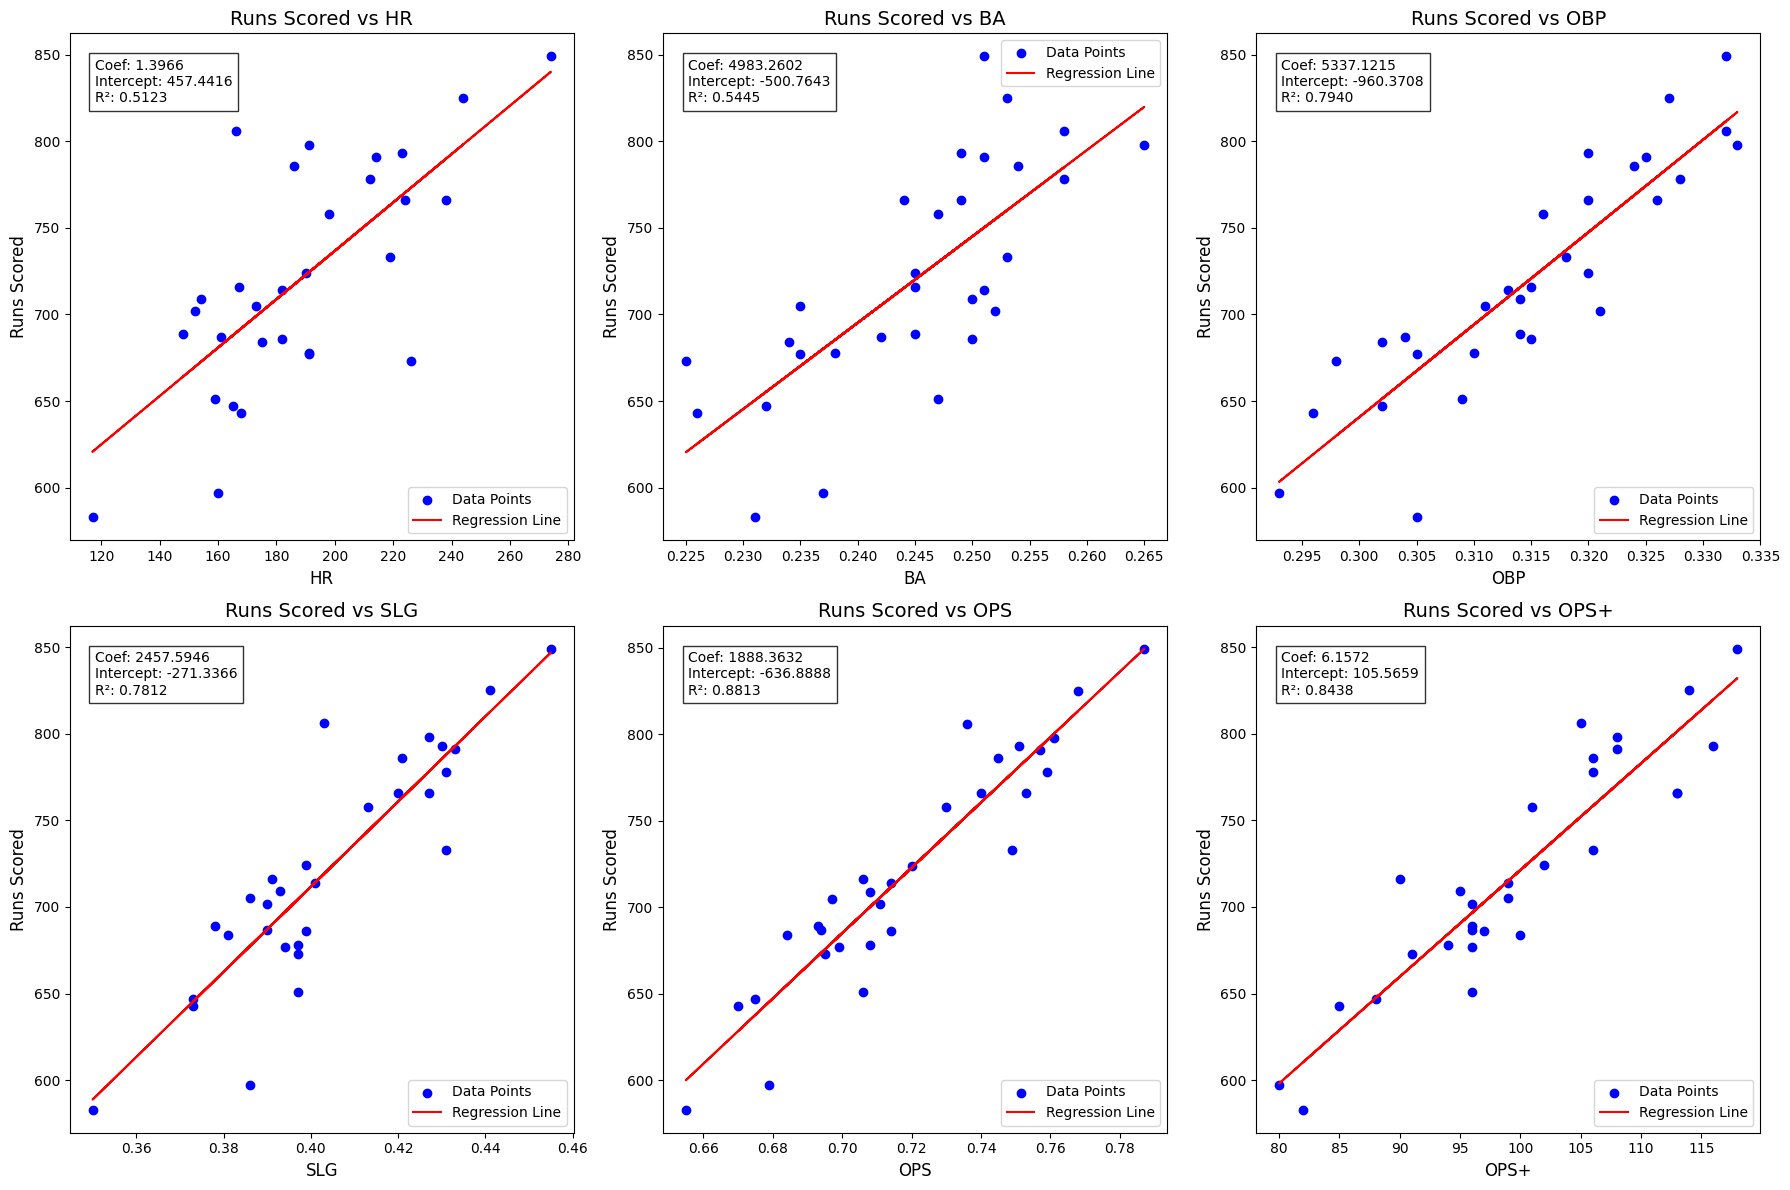 Runs Scored vs HR
850
800
750
700
650
600
Runs Scored
Coef: 1.3966
Intercept: 457.4416
R²: 0.5123
Data Points
Regression Line
120 140 160 180 200 220 240 260 280
HR
Runs Scored vs BA
850
800
750
700
650
600
Runs Scored
Coef: 4983.2602
Intercept: -500.7643
R²: 0.5445
Data Points
Regression Line
0.225 0.230 0.235 0.240 0.245 0.250 0.255 0.260 0.265
BA
Runs Scored vs OBP
850
800
750
700
650
600
Runs Scored
Coef: 5337.1215
Intercept: -960.3708
R²: 0.7940
Data Points
Regression Line
0.295 0.300 0.305 0.310 0.315 0.320 0.325 0.330 0.335
OBP
Runs Scored vs SLG
850
800
750
700
650
600
Runs Scored
Coef: 2457.5946
Intercept: -271.3366
R²: 0.7812
Data Points
Regression Line
0.36 0.38 0.40 0.42 0.44 0.46
SLG
Runs Scored vs OPS
850
800
750
700
650
600
Runs Scored
Coef: 1888.3632
Intercept: -636.8888
R²: 0.8813
Data Points
Regression Line
0.66 0.68 0.70 0.72 0.74 0.76 0.78
OPS
Runs Scored vs OPS+
850
800
750
700
650
600
Runs Scored
Coef: 6.1572
Intercept: 105.5659
R²: 0.8438
Data Points
Regression Line
80 85 90 95 100 105 110 115
OPS+